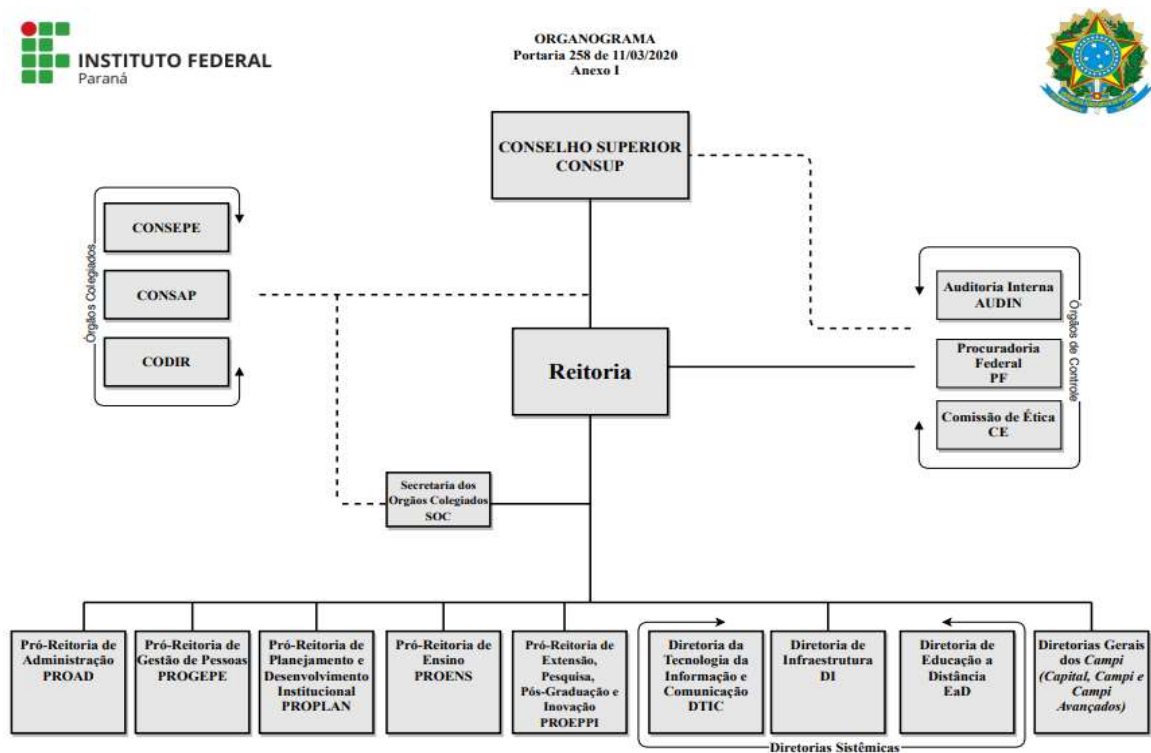 INSTITUTO FEDERAL
Paraná
ORGANOGRAMA
Portaria 258 de 11/03/2020
Anexo I
CONSELHO SUPERIOR
CONSUP
Órgãos Colegiados
CONSEPE
CONSAP
CODIR
Reitoria
Auditoria Interna
AUDIN
Procuradoria
Federal
PF
Comissão de Ética
CE
Órgãos de Controle
Secretaria dos
Orgãos Colegiados
SOC
Pró-Reitoria de
Administração
PROAD
Pró-Reitoria de
Gestão de Pessoas
PROGEPE
Pró-Reitoria de
Planejamento e
Desenvolvimento
Institucional
PROPLAN
Pró-Reitoria de
Ensino
PROENS
Pró-Reitoria de
Extensão,
Pesquisa,
Pós-Graduação e
Inovação
PROEPPI
Diretoria da
Tecnologia da
Informação e
Comunicação
DTIC
Diretoria de
Infraestrutura
DI
Diretoria de
Educação a
Distância
EaD
Diretorias Gerais
dos Campi
(Capital, Campi e
Campi
Avançados)
Diretorias Sistêmicas